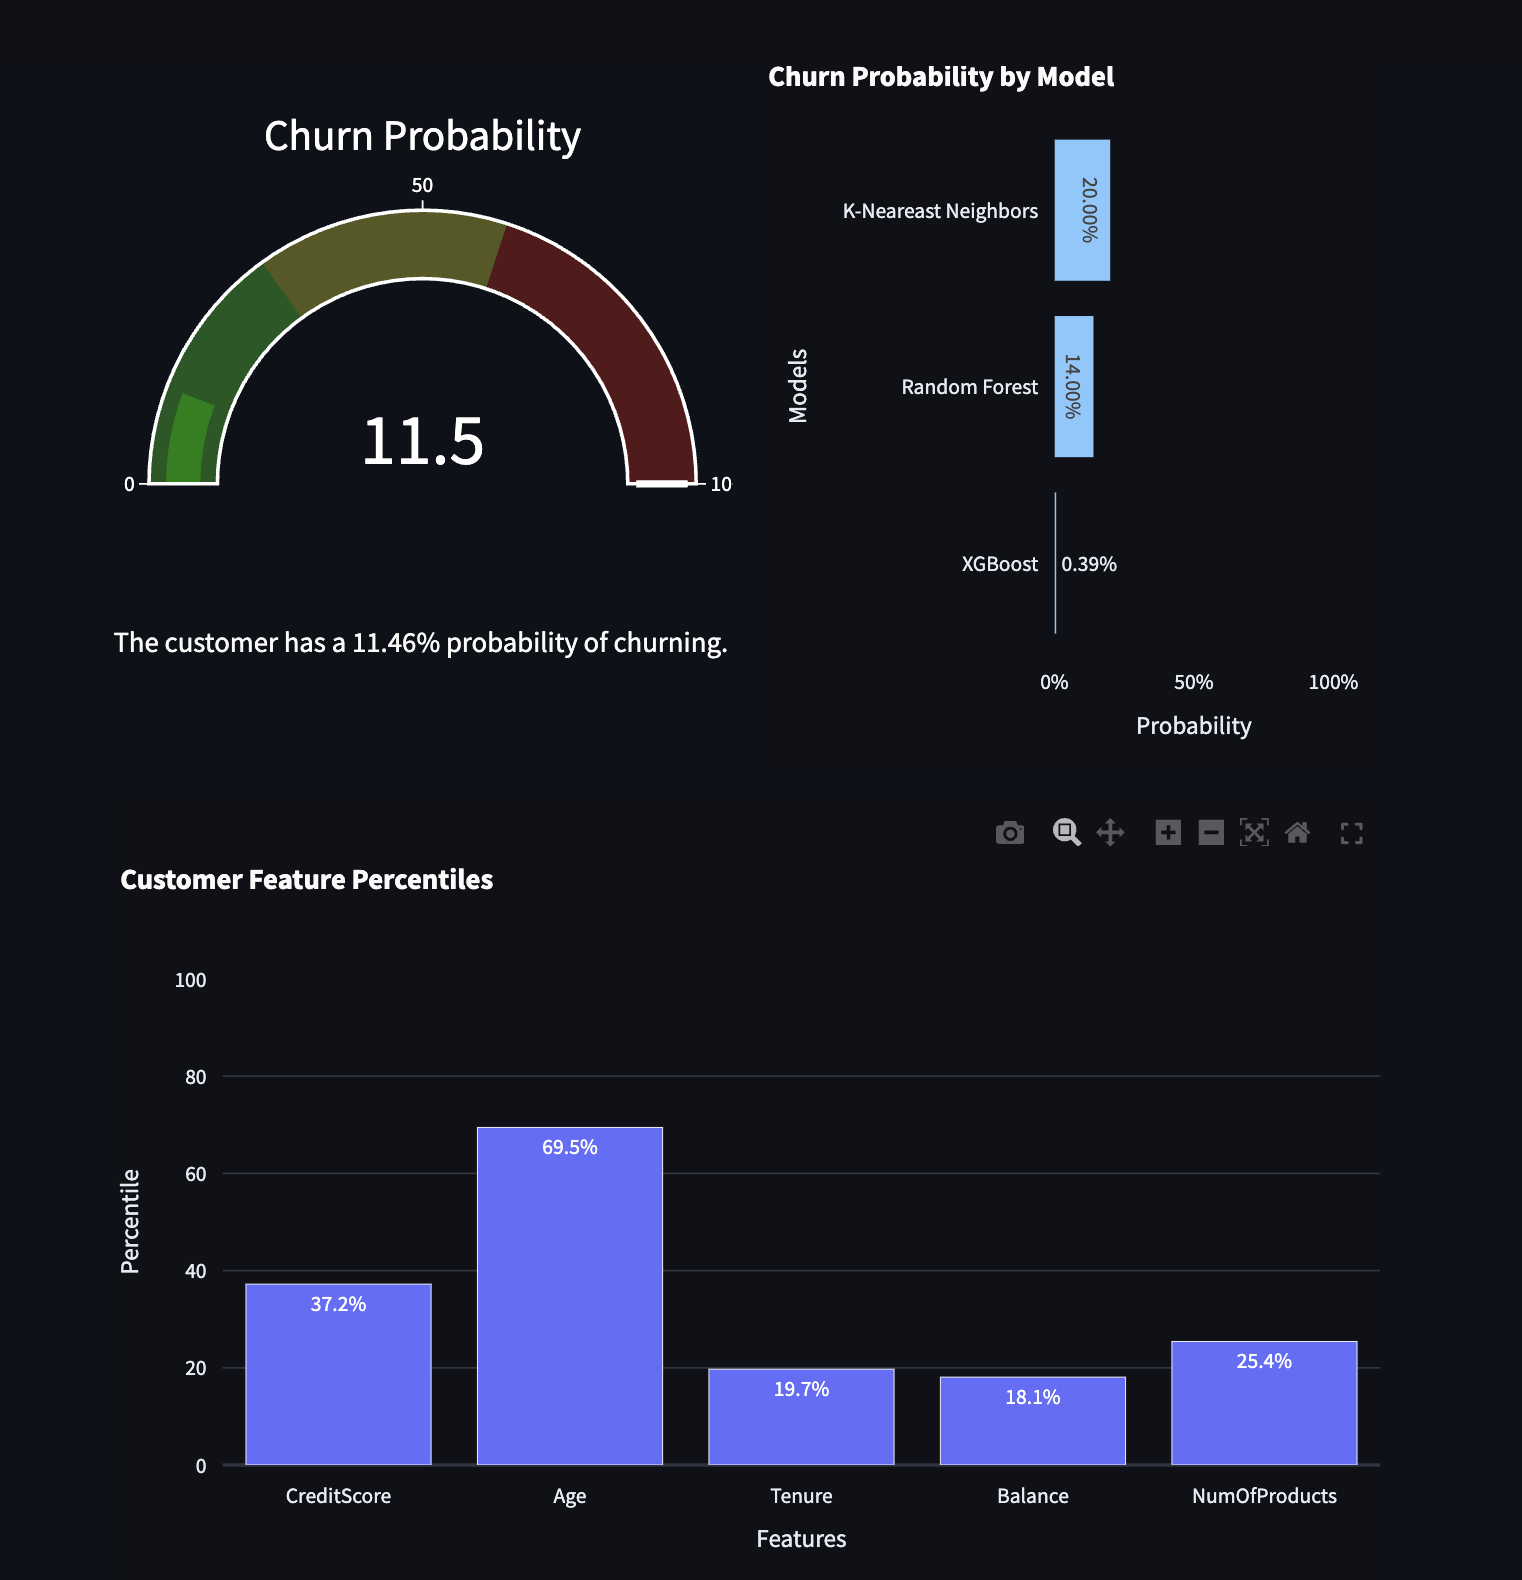 Churn Probability
50
0
10
11.5
The customer has a 11.46% probability of churning.
Churn Probability by Model
Models
K-Neareast Neighbors
20.00%
Random Forest
14.00%
XGBoost
0.39%
0%
50%
100%
Probability
Customer Feature Percentiles
Percentile
100
80
60
40
20
0
37.2%
69.5%
19.7%
18.1%
25.4%
CreditScore
Age
Tenure
Balance
NumOfProducts
Features